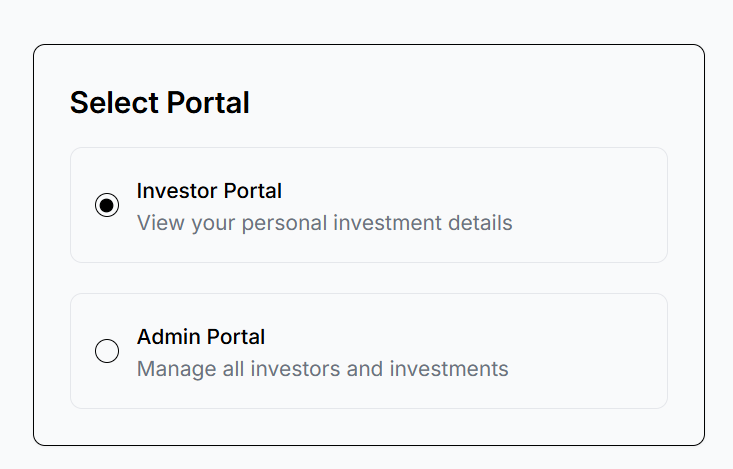 Select Portal
Investor Portal
View your personal investment details
Admin Portal
Manage all investors and investments